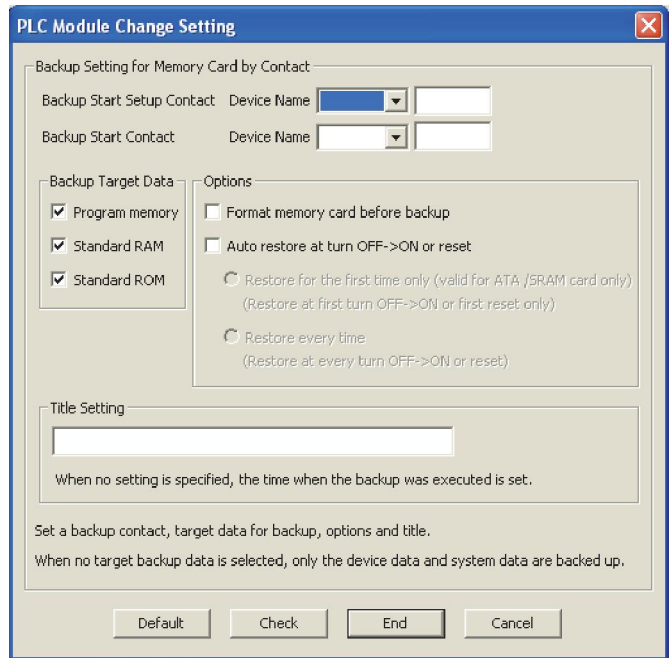 PLC Module Change Setting
Backup Setting for Memory Card by Contact
Backup Start Setup Contact Device Name
Backup Start Contact Device Name
Backup Target Data
Program memory
Standard RAM
Standard ROM
Options
Format memory card before backup
Auto restore at turn OFF->ON or reset
Restore for the first time only (valid for ATA /SRAM card only)
(Restore at first turn OFF->ON or first reset only)
Restore every time
(Restore at every turn OFF->ON or reset)
Title Setting
When no setting is specified, the time when the backup was executed is set.
Set a backup contact, target data for backup, options and title.
When no target backup data is selected, only the device data and system data are backed up.
Default Check End Cancel